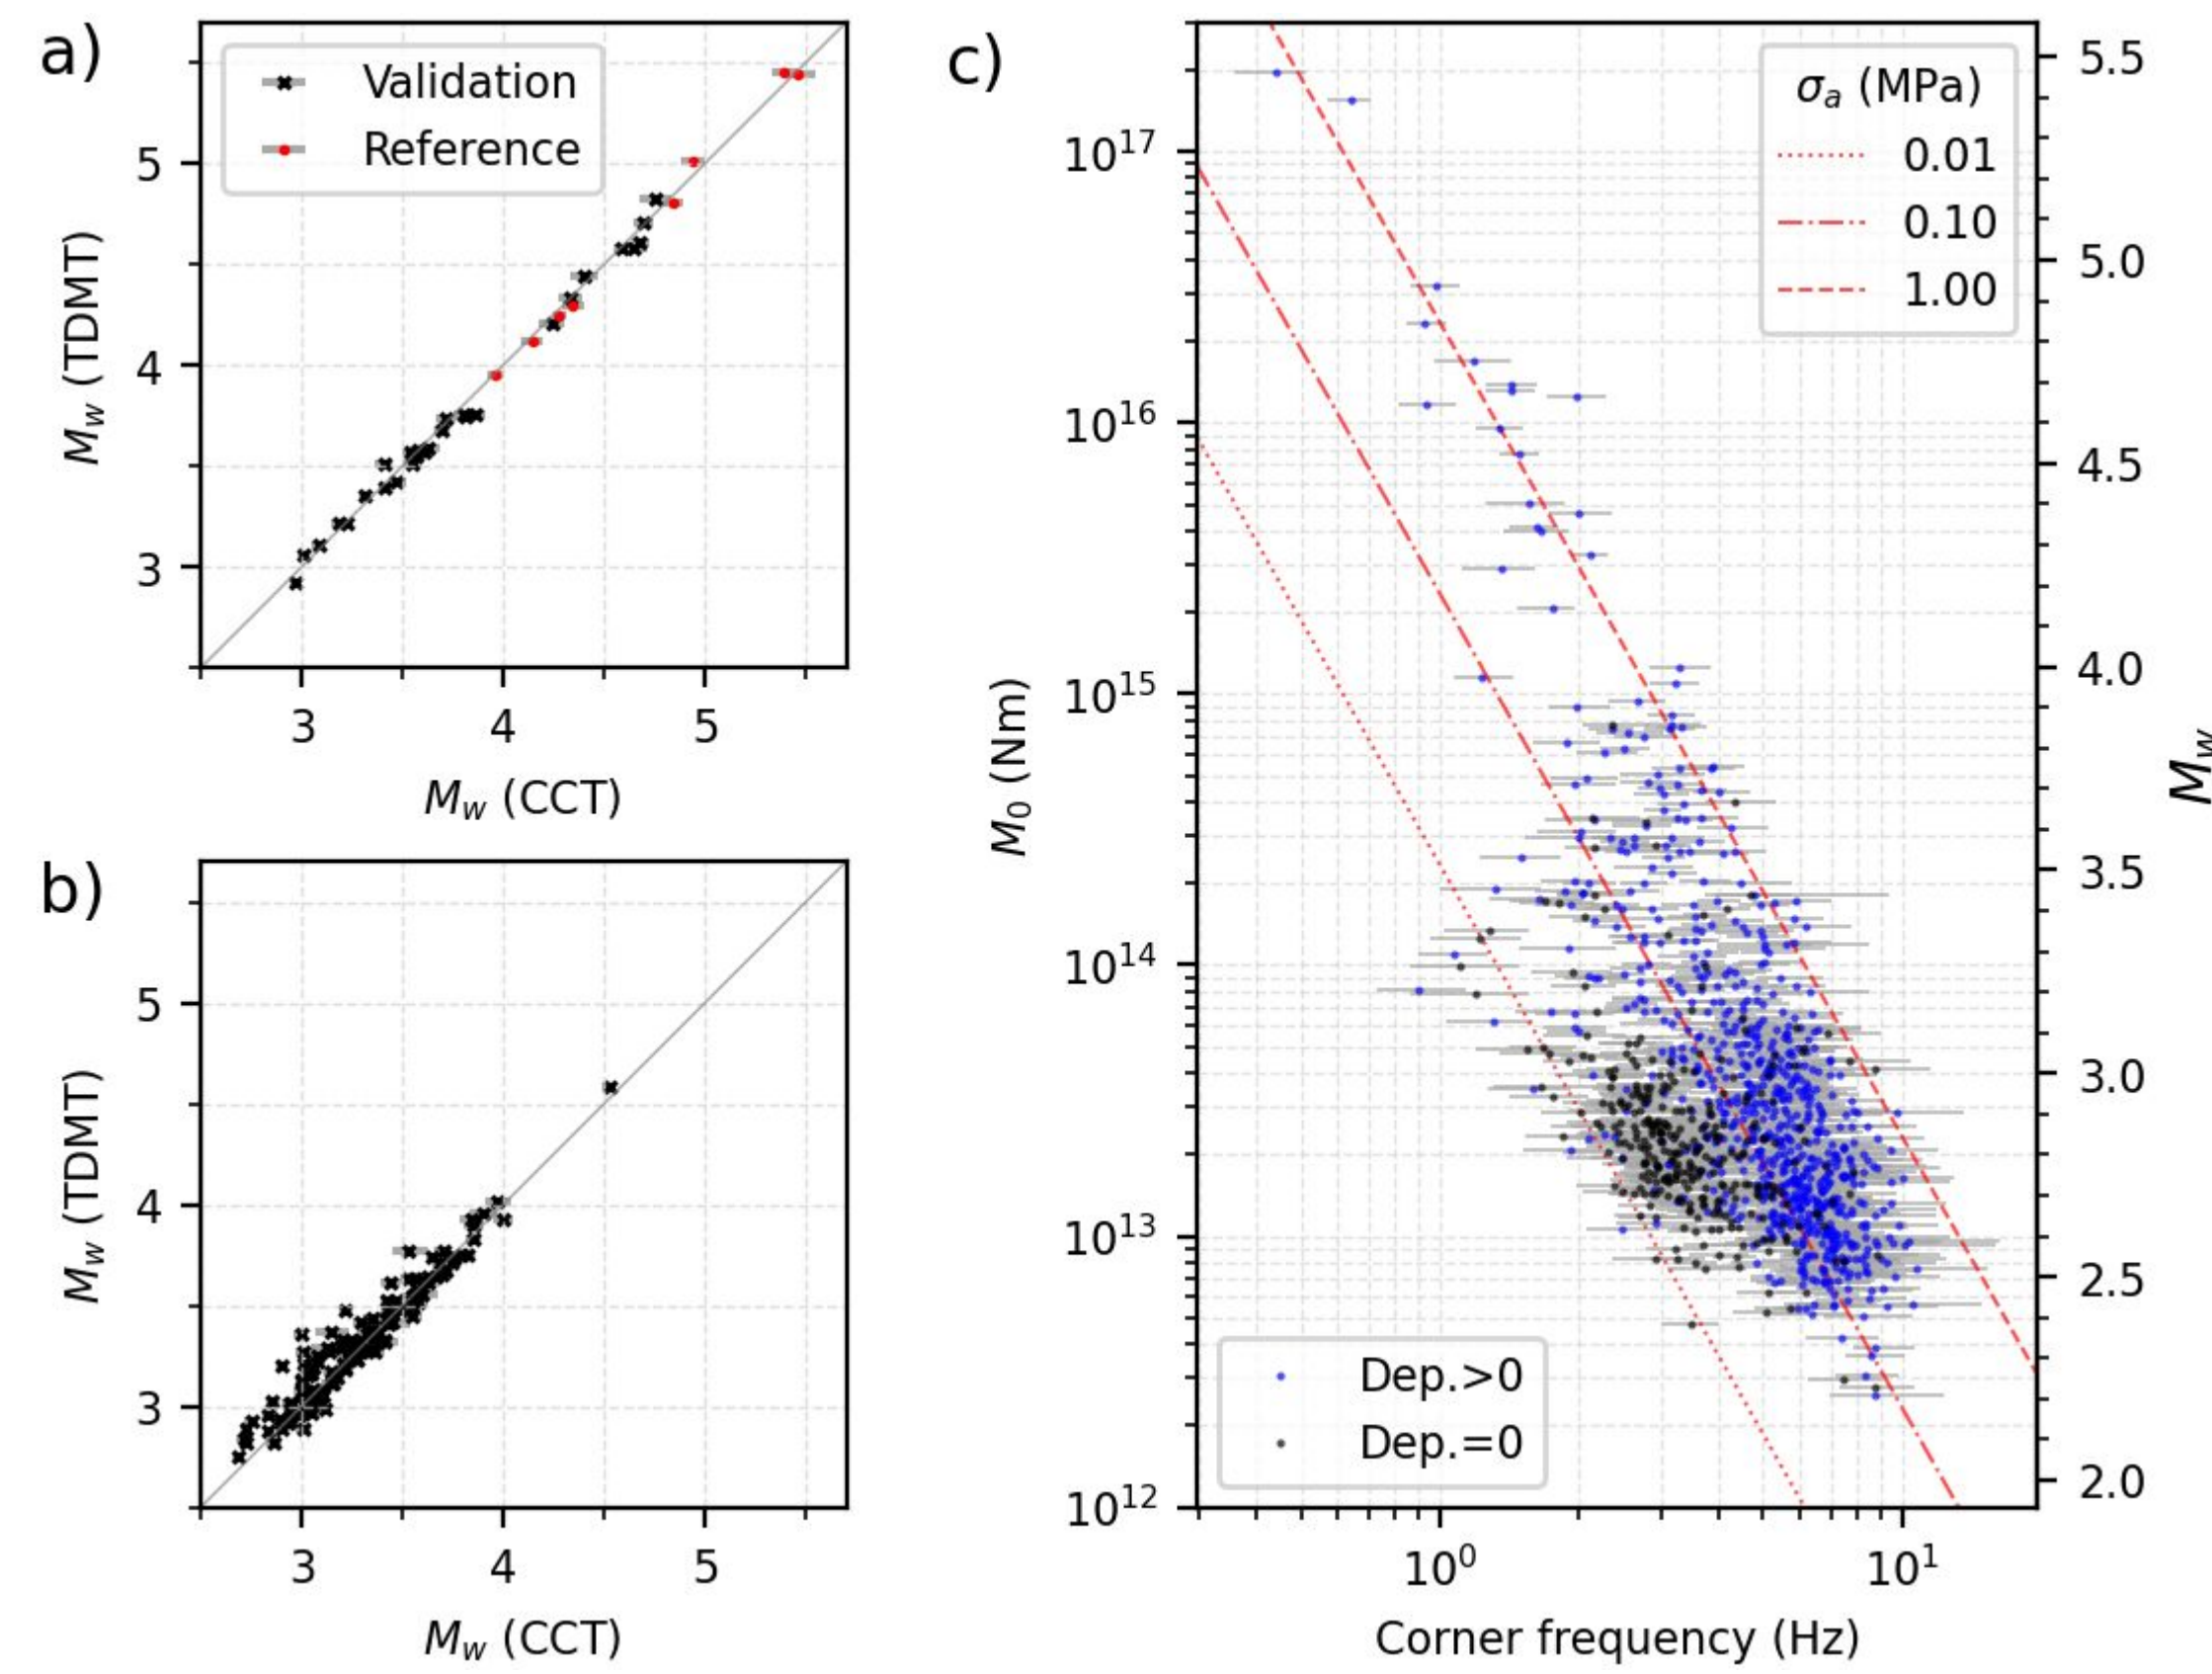 a)
Validation
Reference
5
4
3
M_w (TDMT)
3 4 5
M_w (CCT)
b)
5
4
3
M_w (TDMT)
3 4 5
M_w (CCT)
c)
σ_a (MPa)
0.01
0.10
1.00
10^17
10^16
10^15
10^14
10^13
10^12
M_0 (Nm)
5.5
5.0
4.5
4.0
3.5
3.0
2.5
2.0
M_w
Dep.>0
Dep.=0
10^0 10^1
Corner frequency (Hz)